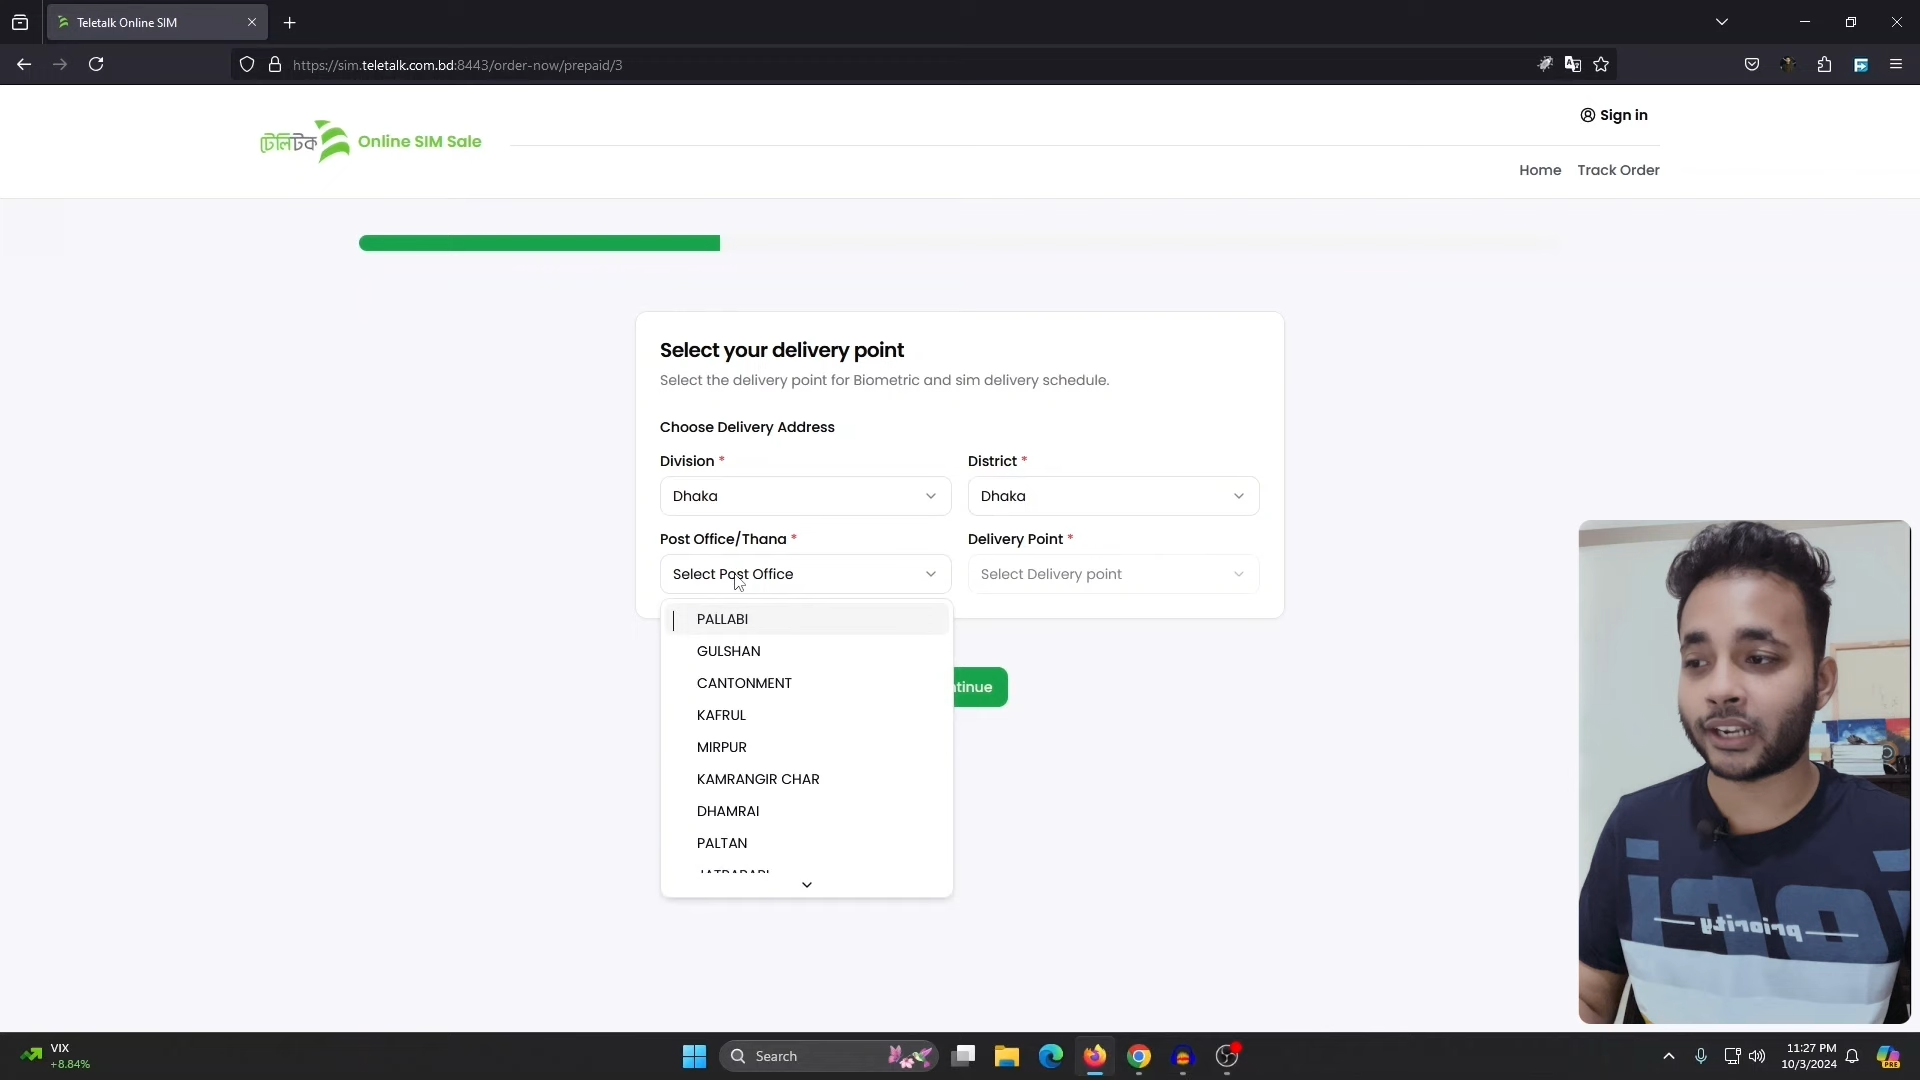 Teletalk Online SIM
https://sim.teletalk.com.bd:8443/order-now/prepaid/3
টেলিটক Online SIM Sale
Sign in
Home Track Order
Select your delivery point
Select the delivery point for Biometric and sim delivery schedule.
Choose Delivery Address
Division * District *
Dhaka Dhaka
Post Office/Thana * Delivery Point *
Select Post Office Select Delivery point
PALLABI
GULSHAN
CANTONMENT
KAFRUL
MIRPUR
KAMRANGIR CHAR
DHAMRAI
PALTAN
ntinue
priority
VIX
+8.84%
Search
11:27 PM
10/3/2024
PRE